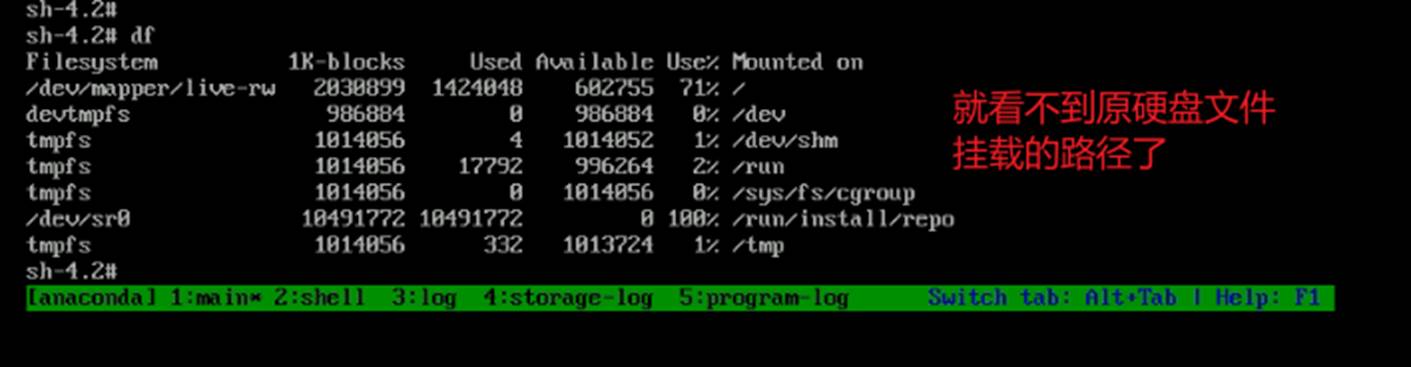 sh-4.2#
sh-4.2# df
Filesystem 1K-blocks Used Available Use% Mounted on
/dev/mapper/live-rw 2030899 1424048 602755 71% /
devtmpfs 986884 0 986884 0% /dev
tmpfs 1014056 4 1014052 1% /dev/shm
tmpfs 1014056 17792 996264 2% /run
tmpfs 1014056 0 1014056 0% /sys/fs/cgroup
/dev/sr0 10491772 10491772 0 100% /run/install/repo
tmpfs 1014056 332 1013724 1% /tmp
sh-4.2#
[anaconda] 1:main* 2:shell 3:log 4:storage-log 5:program-log Switch tab: Alt+Tab | Help: F1
就看不到原硬盘文件
挂载的路径了